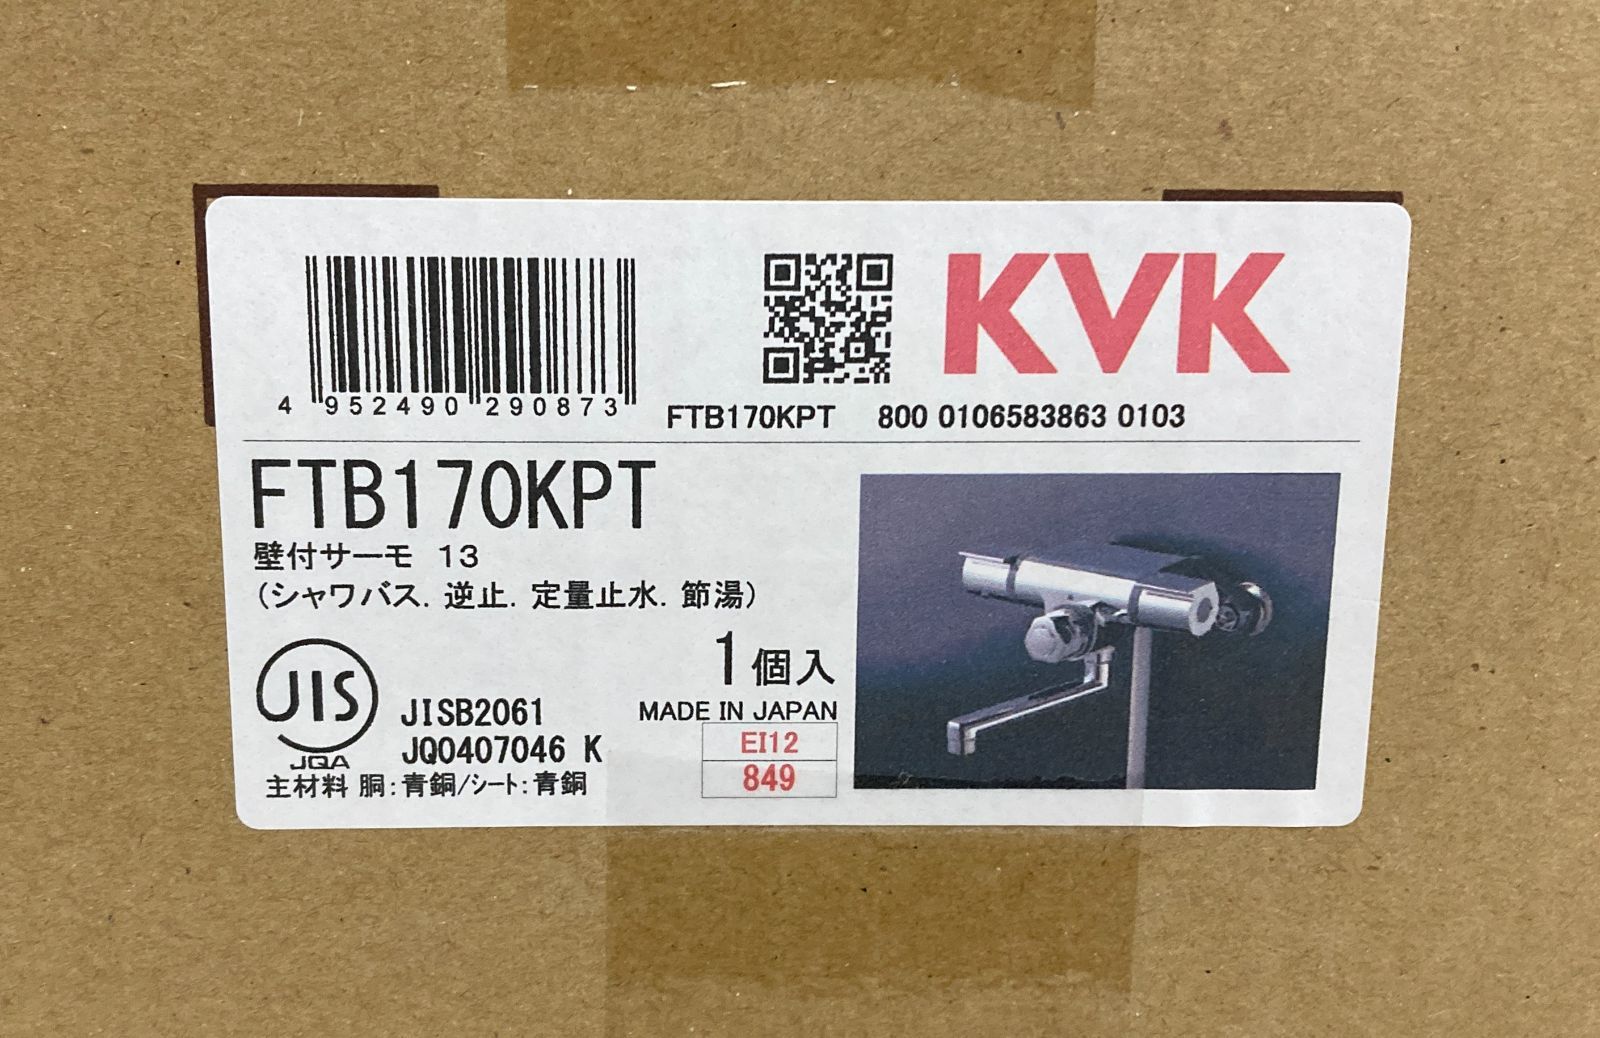 KVK
4 952490 290873
FTB170KPT 800 0106583863 0103
FTB170KPT
壁付サーモ 13
(シャワバス. 逆止. 定量止水. 節湯)
1個入
MADE IN JAPAN
JIS
JQA
JISB2061
JQ0407046 K
EI12
849
主材料 胴:青銅/シート:青銅